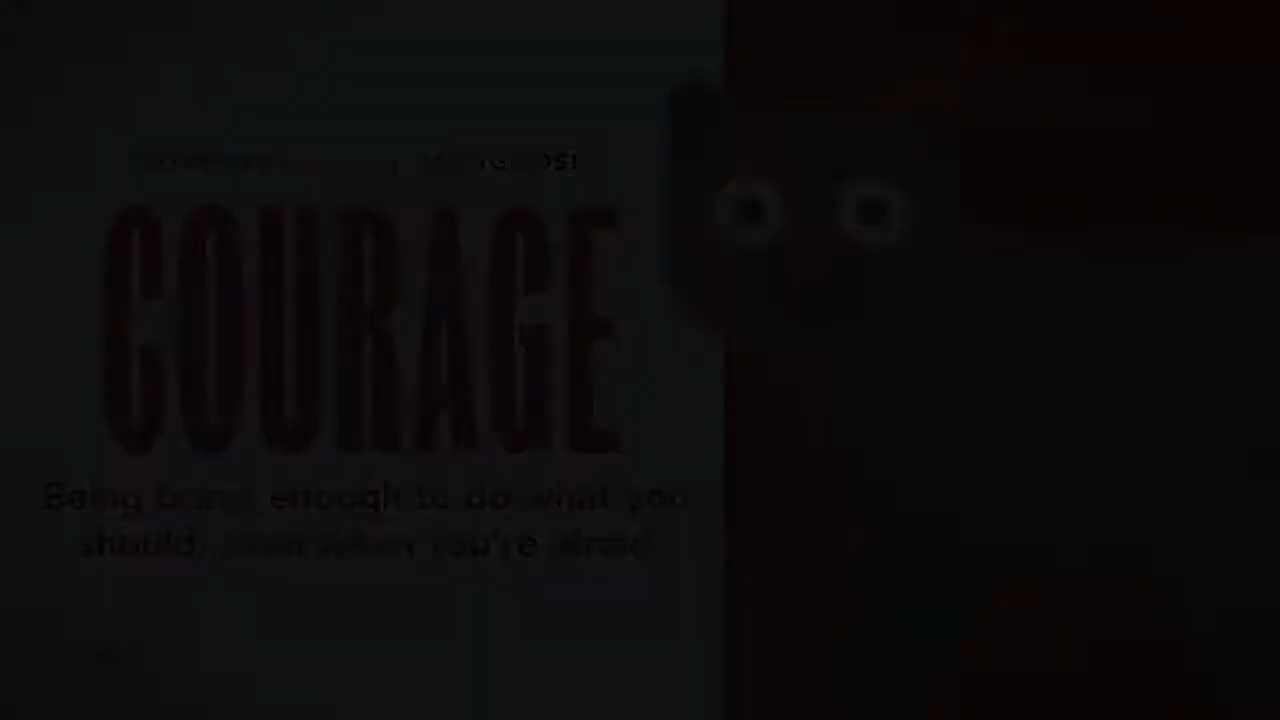 COURAGE
Being brave enough to do what you
should, even when you're afraid